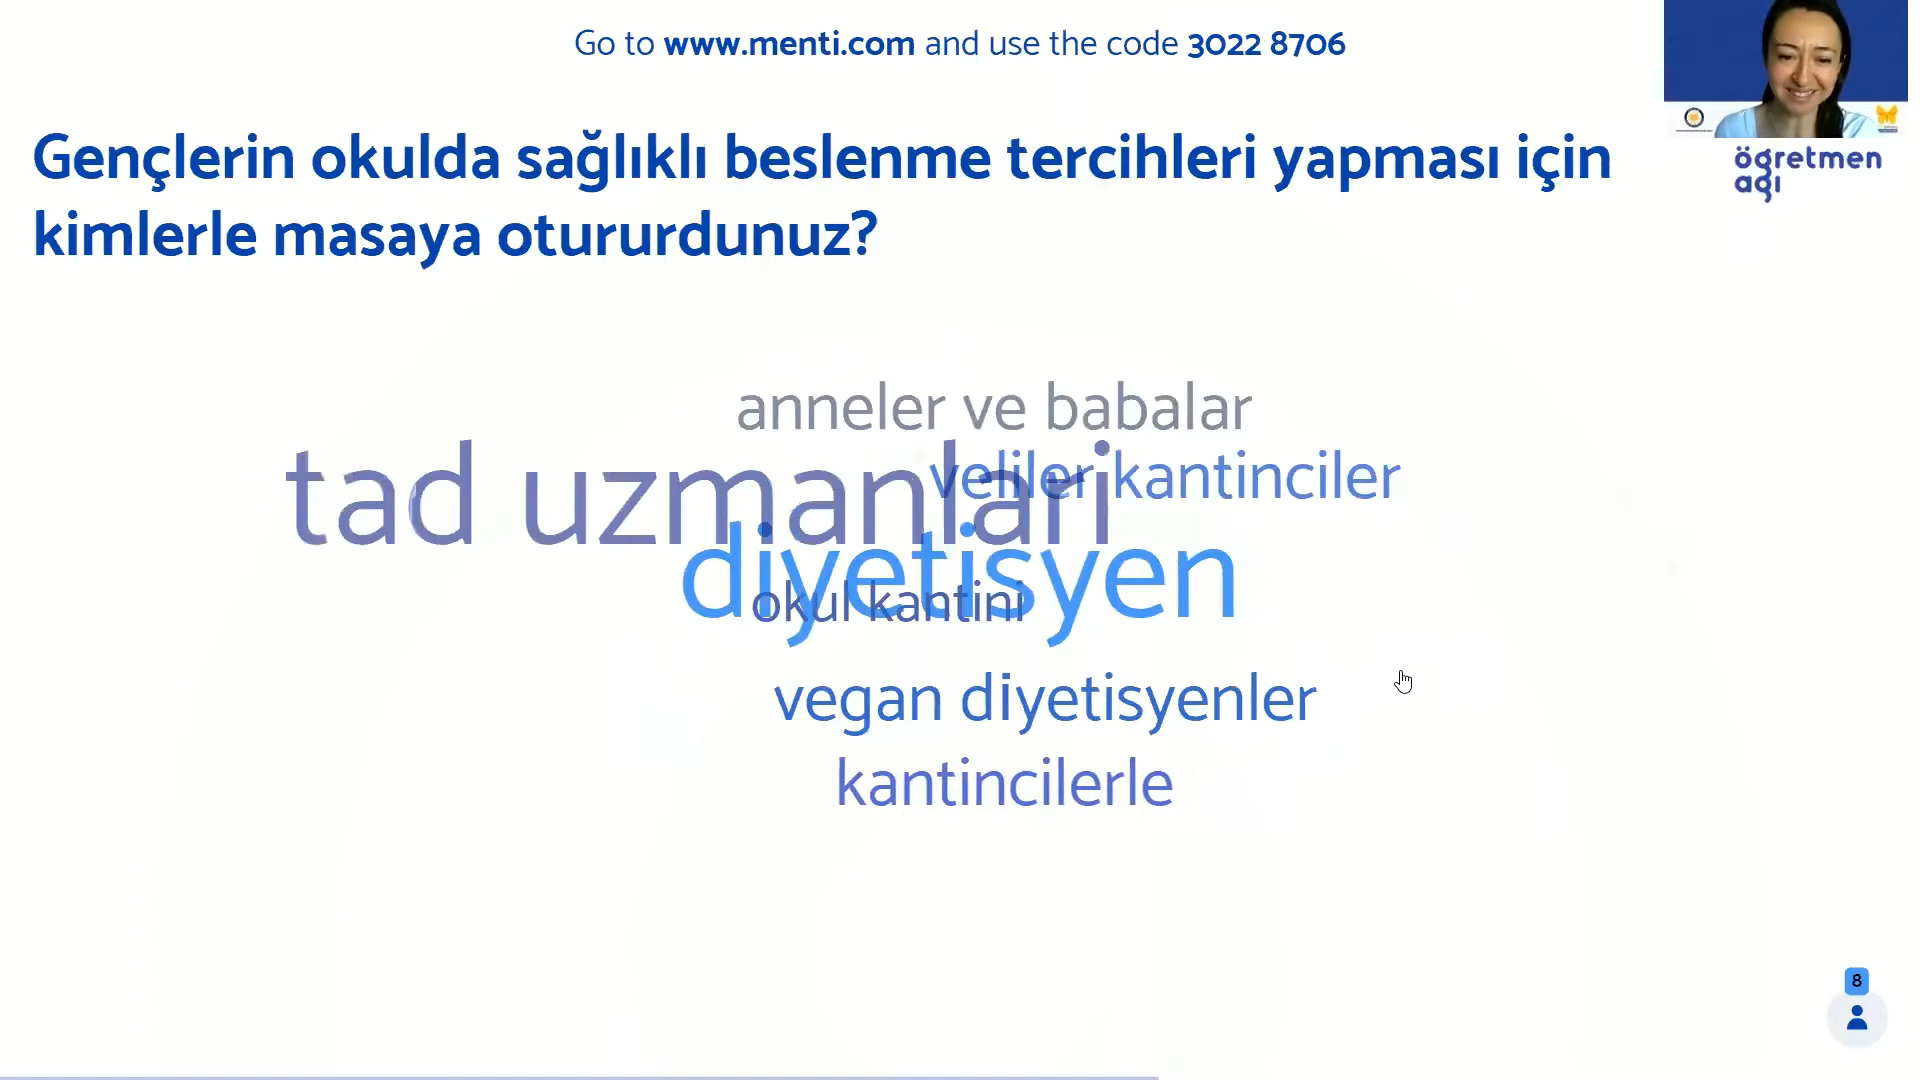 Go to www.menti.com and use the code 3022 8706
Gençlerin okulda sağlıklı beslenme tercihleri yapması için
kimlerle masaya otururdunuz?
öğretmen
ağı
anneler ve babalar
tad uzmanlari
veliler kantinciler
diyetisyen
okul kantini
vegan diyetisyenler
kantincilerle
8